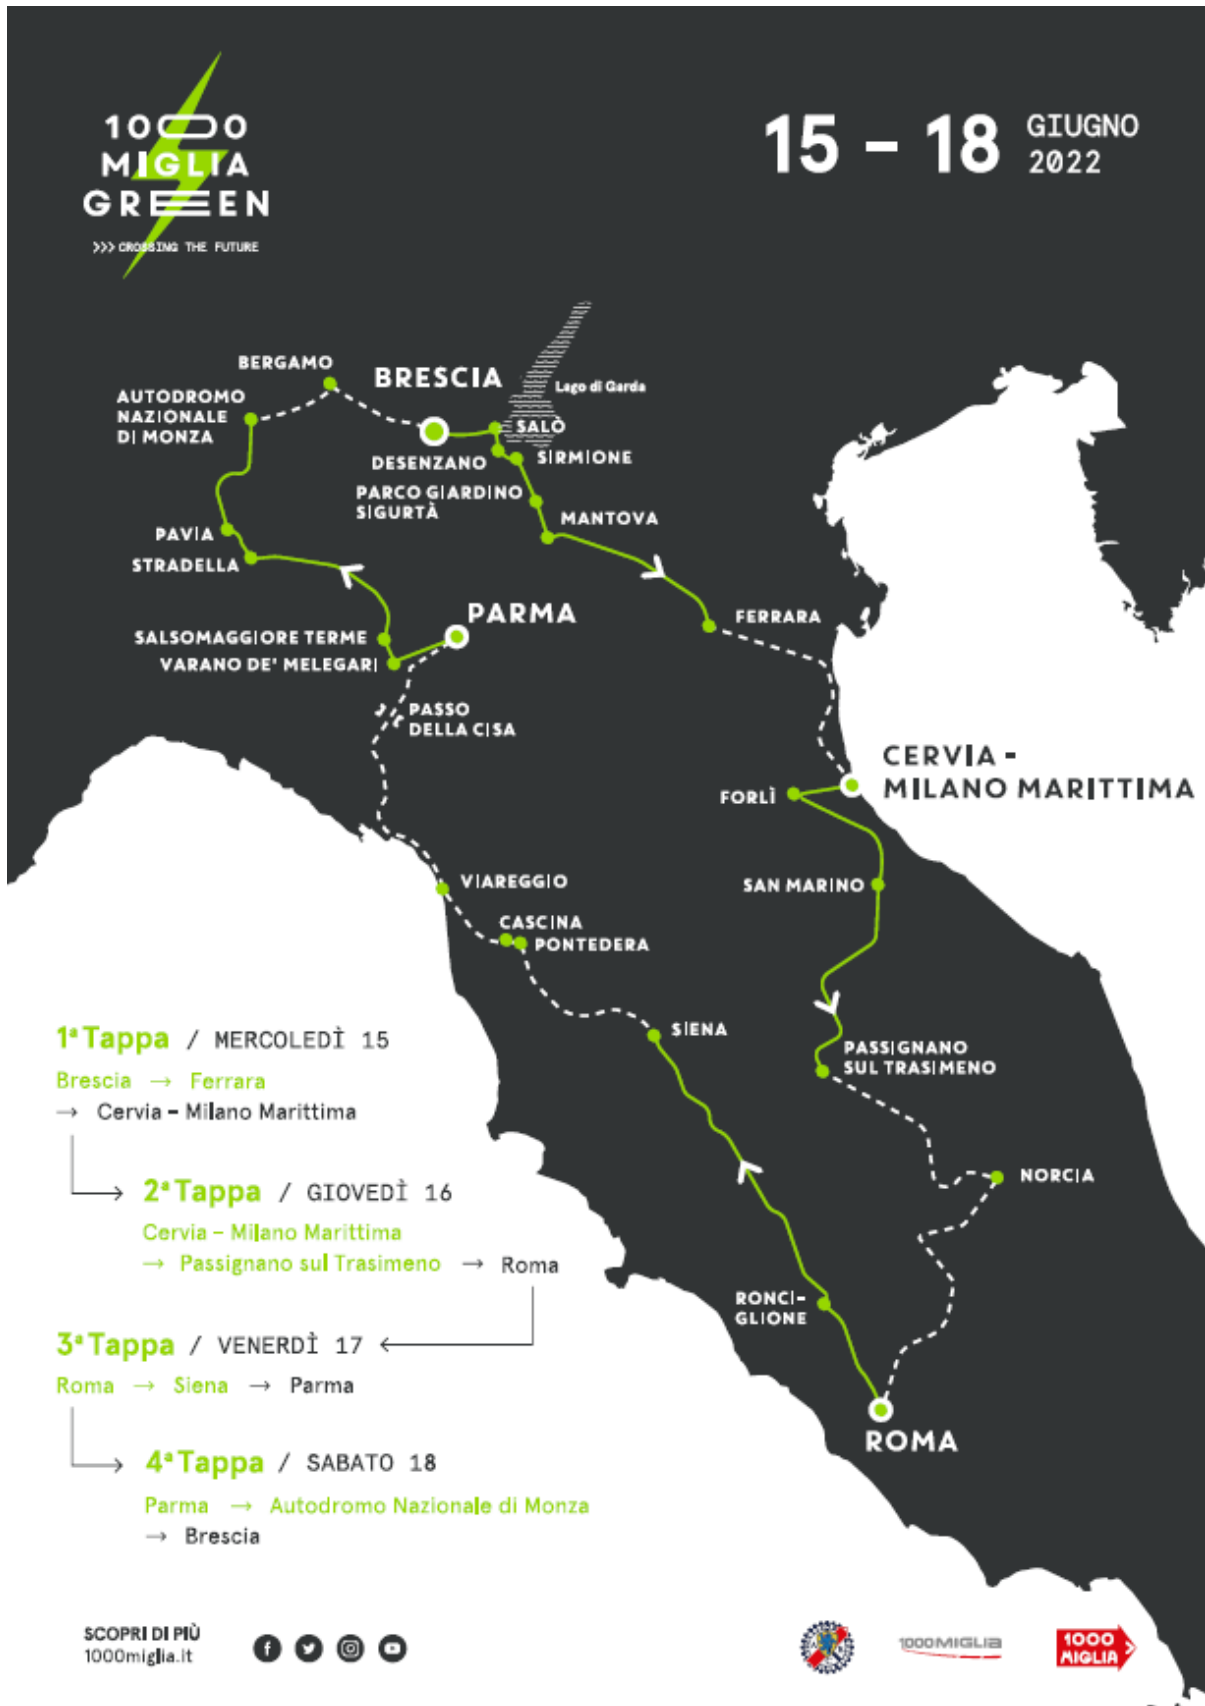 1000
MIGLIA
GREEN
>>> CROSSING THE FUTURE
15 – 18 GIUGNO
2022
BERGAMO
BRESCIA
Lago di Garda
AUTODROMO
NAZIONALE
DI MONZA
SALÒ
DESENZANO
SIRMIONE
PARCO GIARDINO
SIGURTÀ
MANTOVA
PAVIA
STRADELLA
PARMA
FERRARA
SALSOMAGGIORE TERME
VARANO DE' MELEGARI
PASSO
DELLA CISA
CERVIA –
MILANO MARITTIMA
FORLÌ
VIAREGGIO
SAN MARINO
CASCINA
PONTEDERA
SIENA
PASSIGNANO
SUL TRASIMENO
NORCIA
RONCI–
GLIONE
ROMA
1ª Tappa / MERCOLEDÌ 15
Brescia → Ferrara
→ Cervia – Milano Marittima
2ª Tappa / GIOVEDÌ 16
Cervia – Milano Marittima
→ Passignano sul Trasimeno → Roma
3ª Tappa / VENERDÌ 17
Roma → Siena → Parma
4ª Tappa / SABATO 18
Parma → Autodromo Nazionale di Monza
→ Brescia
SCOPRI DI PIÙ
1000miglia.it
1000MIGLIA
1000
MIGLIA